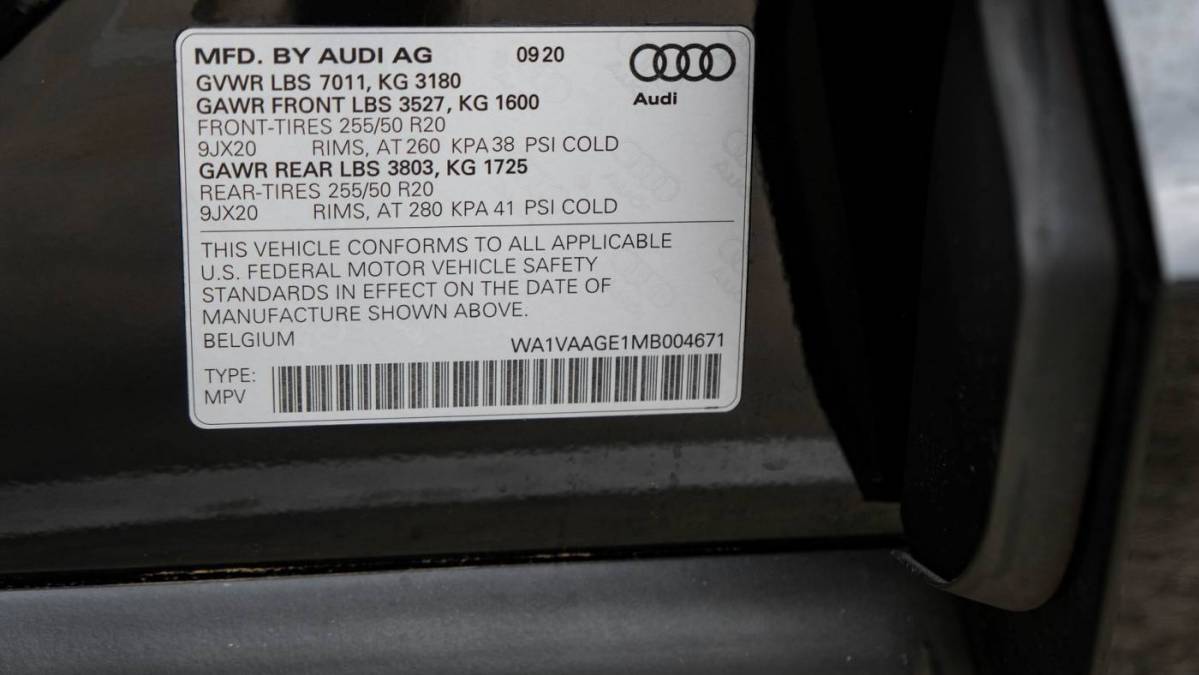 MFD. BY AUDI AG 09 20
GVWR LBS 7011, KG 3180
GAWR FRONT LBS 3527, KG 1600
Audi
FRONT-TIRES 255/50 R20
9JX20 RIMS, AT 260 KPA 38 PSI COLD
GAWR REAR LBS 3803, KG 1725
REAR-TIRES 255/50 R20
9JX20 RIMS, AT 280 KPA 41 PSI COLD
THIS VEHICLE CONFORMS TO ALL APPLICABLE
U.S. FEDERAL MOTOR VEHICLE SAFETY
STANDARDS IN EFFECT ON THE DATE OF
MANUFACTURE SHOWN ABOVE.
BELGIUM WA1VAAGE1MB004671
TYPE:
MPV